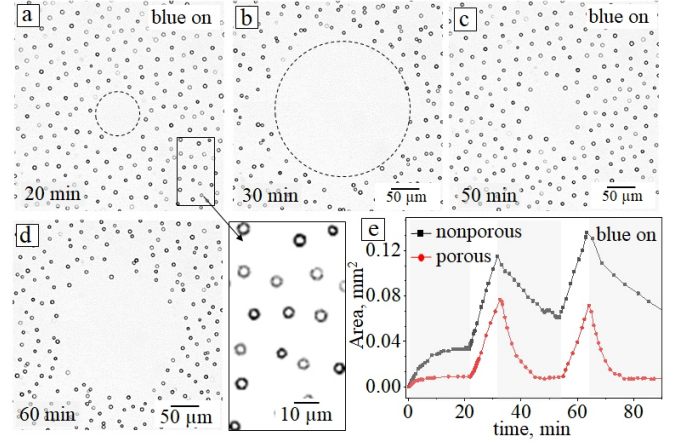 a
blue on
20 min
b
30 min
50 µm
c
blue on
50 min
50 µm
d
60 min
50 µm
10 µm
e
nonporous
porous
blue on
Area, mm²
0.12
0.08
0.04
0.00
0 20 40 60 80
time, min